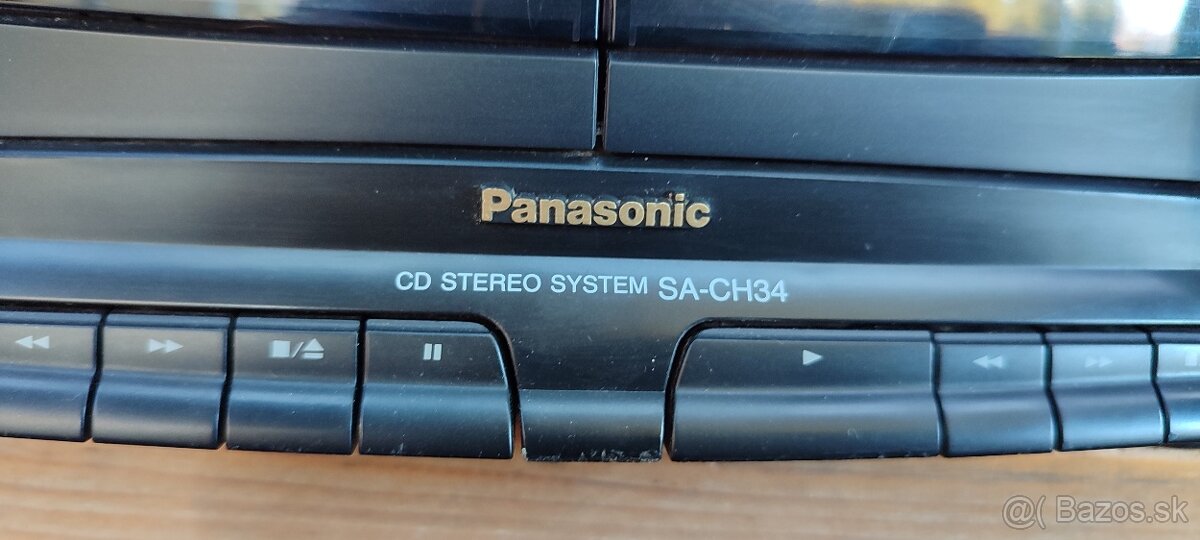 Panasonic
CD STEREO SYSTEM SA-CH34
@( Bazos.sk